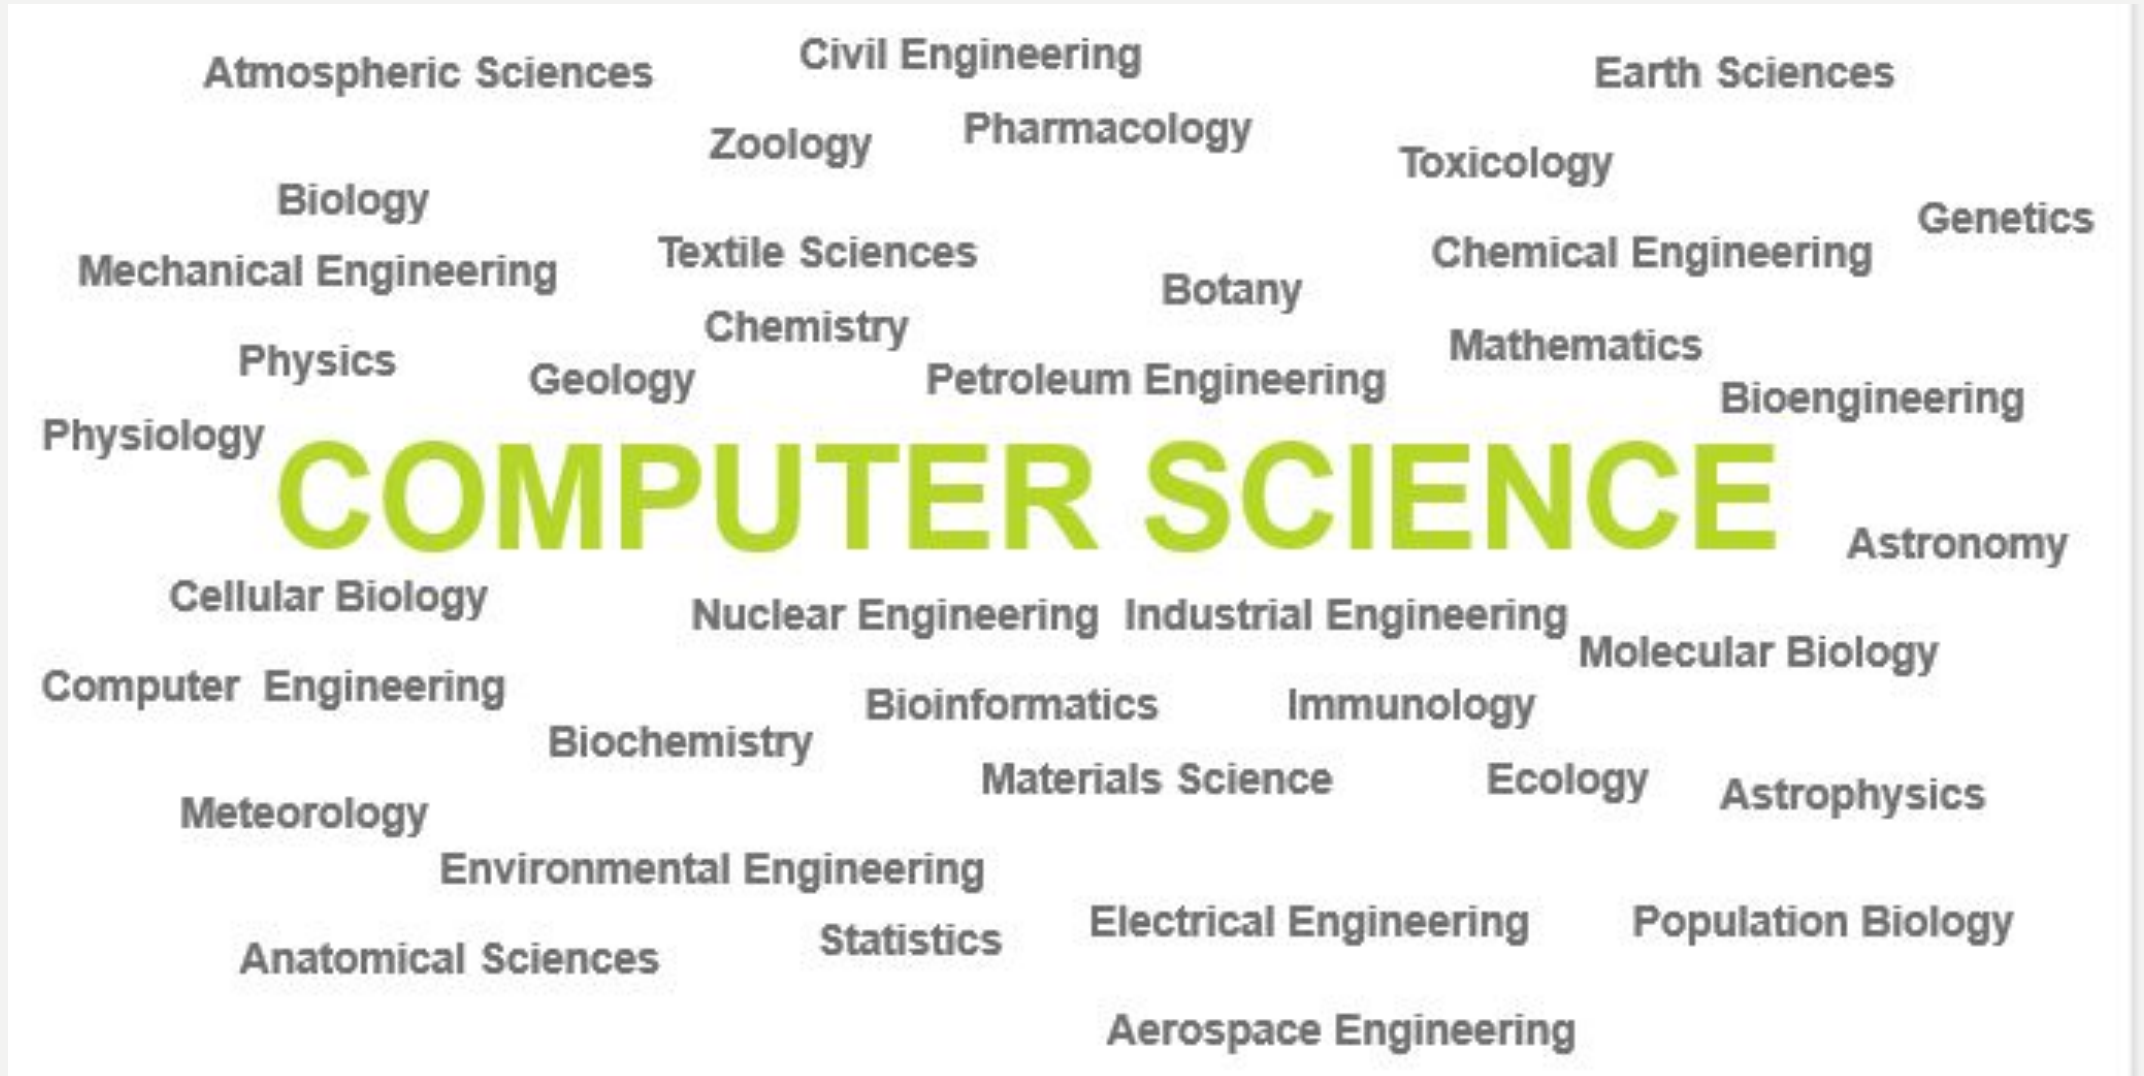 Atmospheric Sciences
Civil Engineering
Earth Sciences
Zoology
Pharmacology
Toxicology
Biology
Genetics
Mechanical Engineering
Textile Sciences
Chemical Engineering
Botany
Chemistry
Mathematics
Physics
Geology
Petroleum Engineering
Bioengineering
Physiology
COMPUTER SCIENCE
Astronomy
Cellular Biology
Nuclear Engineering
Industrial Engineering
Molecular Biology
Computer Engineering
Bioinformatics
Immunology
Biochemistry
Materials Science
Ecology
Astrophysics
Meteorology
Environmental Engineering
Electrical Engineering
Population Biology
Statistics
Anatomical Sciences
Aerospace Engineering